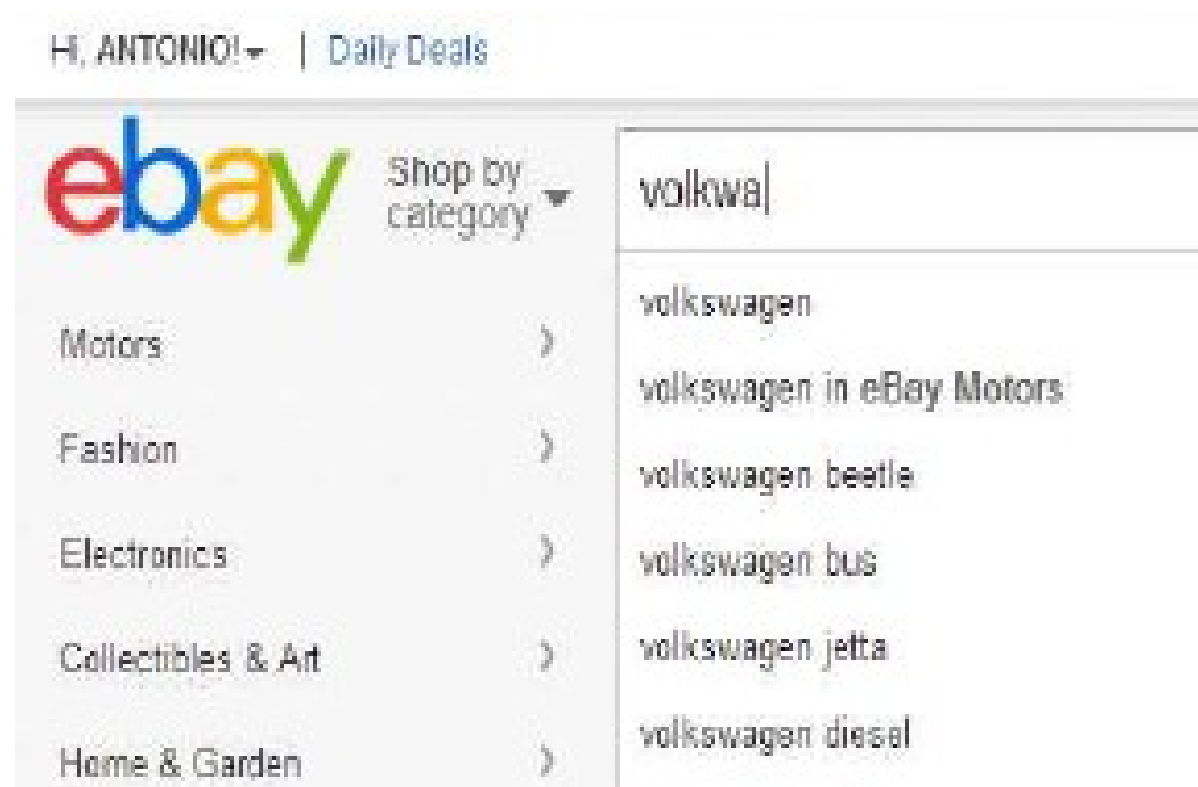 Hi, ANTONIO! | Daily Deals
ebay
Shop by
category
volkwa
Motors
Fashion
Electronics
Collectibles & Art
Home & Garden
volkswagen
volkswagen in eBay Motors
volkswagen beetle
volkswagen bus
volkswagen jetta
volkswagen diesel